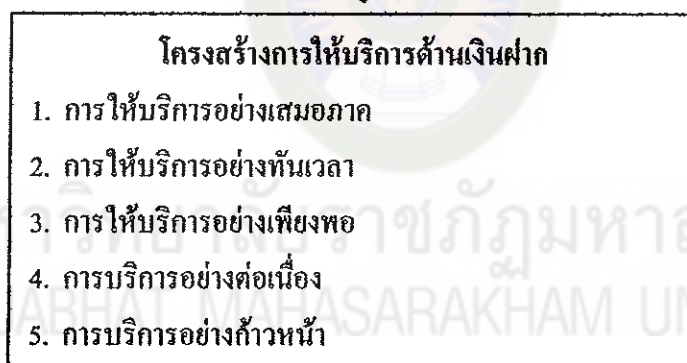 โครงสร้างการให้บริการด้านเงินฝาก
1. การให้บริการอย่างเสมอภาค
2. การให้บริการอย่างทันเวลา
3. การให้บริการอย่างเพียงพอ
4. การบริการอย่างต่อเนื่อง
5. การบริการอย่างก้าวหน้า